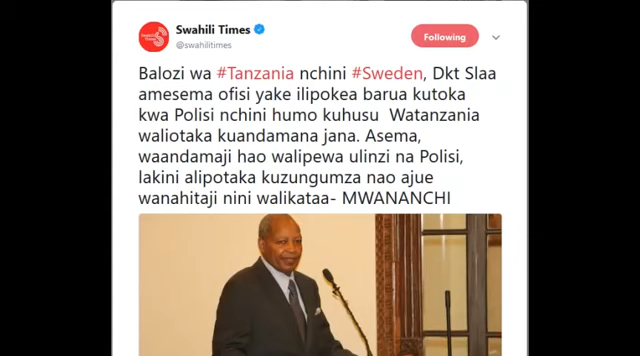 Swahili Times
Swahili
Times
@swahilitimes
Following
Balozi wa #Tanzania nchini #Sweden, Dkt Slaa
amesema ofisi yake ilipokea barua kutoka
kwa Polisi nchini humo kuhusu Watanzania
waliotaka kuandamana jana. Asema,
waandamaji hao walipewa ulinzi na Polisi,
lakini alipotaka kuzungumza nao ajue
wanahitaji nini walikataa- MWANANCHI